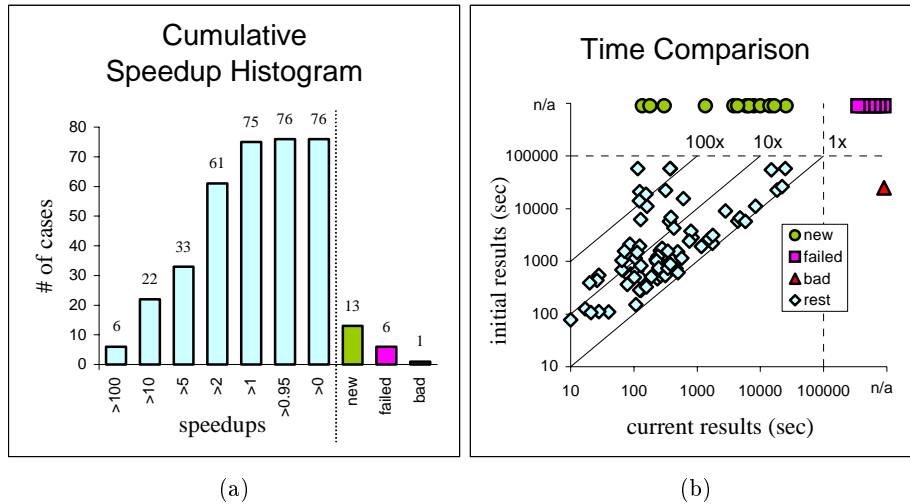 Cumulative
Speedup Histogram
# of cases
80
70
60
50
40
30
20
10
0
6
22
33
61
75
76
76
13
6
1
>100
>10
>5
>2
>1
>0.95
>0
new
failed
bad
speedups
(a)
Time Comparison
initial results (sec)
n/a
100000
10000
1000
100
10
100x
10x
1x
new
failed
bad
rest
10
100
1000
10000
100000
n/a
current results (sec)
(b)